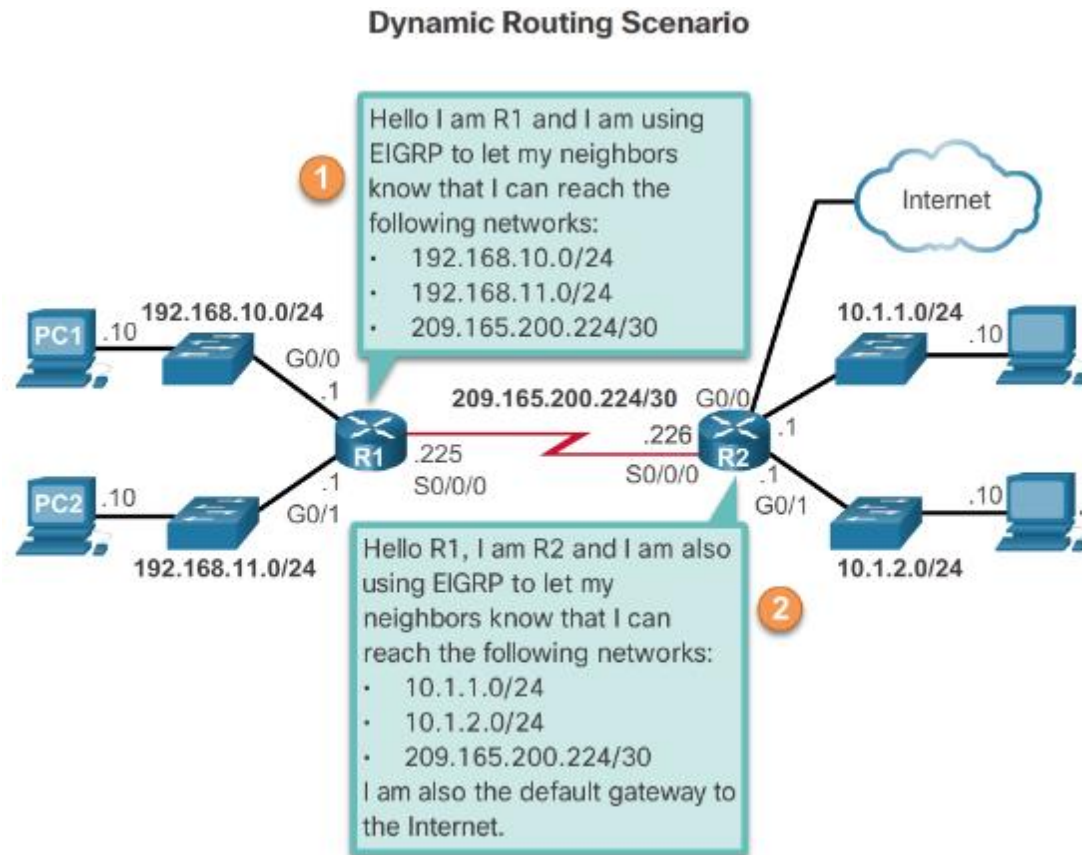 Dynamic Routing Scenario
Hello I am R1 and I am using
EIGRP to let my neighbors
know that I can reach the
following networks:
• 192.168.10.0/24
• 192.168.11.0/24
• 209.165.200.224/30
1
Internet
PC1
.10
192.168.10.0/24
G0/0
.1
10.1.1.0/24
.10
209.165.200.224/30
G0/0
R1
.225
S0/0/0
.226
S0/0/0
R2
.1
PC2
.10
.1
G0/1
192.168.11.0/24
.1
G0/1
.10
10.1.2.0/24
Hello R1, I am R2 and I am also
using EIGRP to let my
neighbors know that I can
reach the following networks:
• 10.1.1.0/24
• 10.1.2.0/24
• 209.165.200.224/30
I am also the default gateway to
the Internet.
2